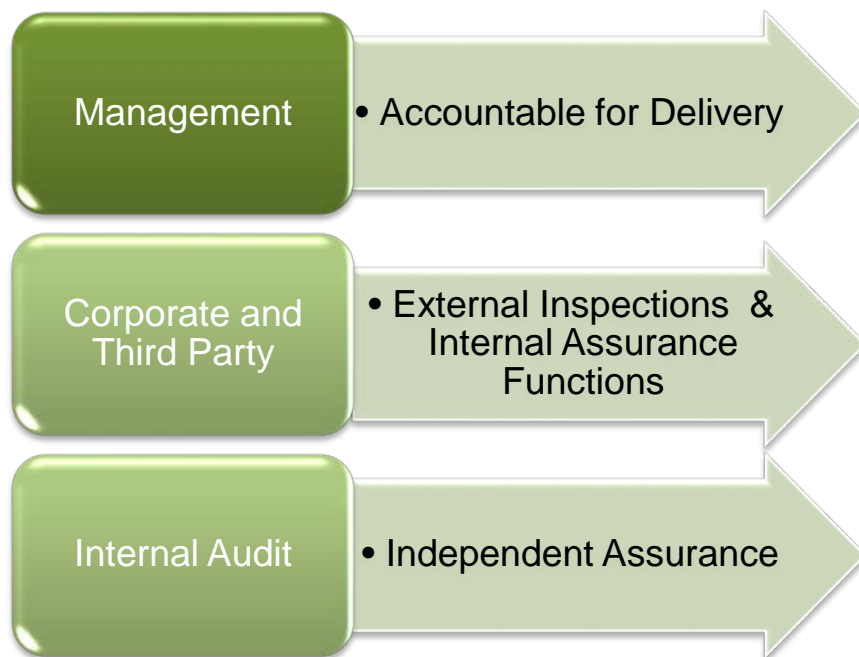 Management
• Accountable for Delivery
Corporate and
Third Party
• External Inspections &
Internal Assurance
Functions
Internal Audit
• Independent Assurance